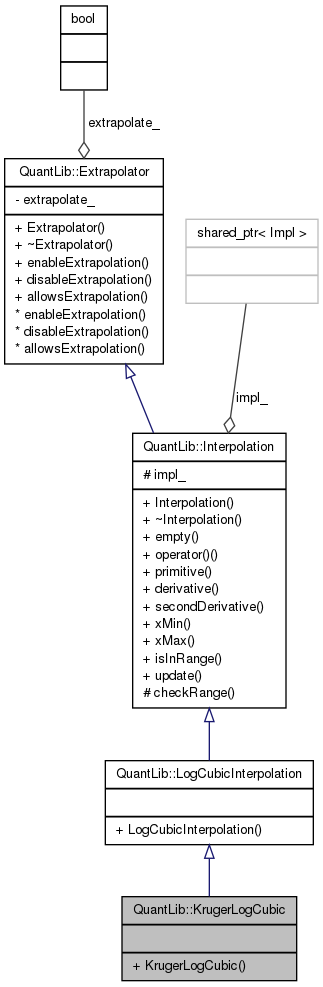 bool
extrapolate_
QuantLib::Extrapolator
- extrapolate_
+ Extrapolator()
+ ~Extrapolator()
+ enableExtrapolation()
+ disableExtrapolation()
+ allowsExtrapolation()
* enableExtrapolation()
* disableExtrapolation()
* allowsExtrapolation()
shared_ptr< Impl >
impl_
QuantLib::Interpolation
# impl_
+ Interpolation()
+ ~Interpolation()
+ empty()
+ operator()()
+ primitive()
+ derivative()
+ secondDerivative()
+ xMin()
+ xMax()
+ isInRange()
+ update()
# checkRange()
QuantLib::LogCubicInterpolation
+ LogCubicInterpolation()
QuantLib::KrugerLogCubic
+ KrugerLogCubic()